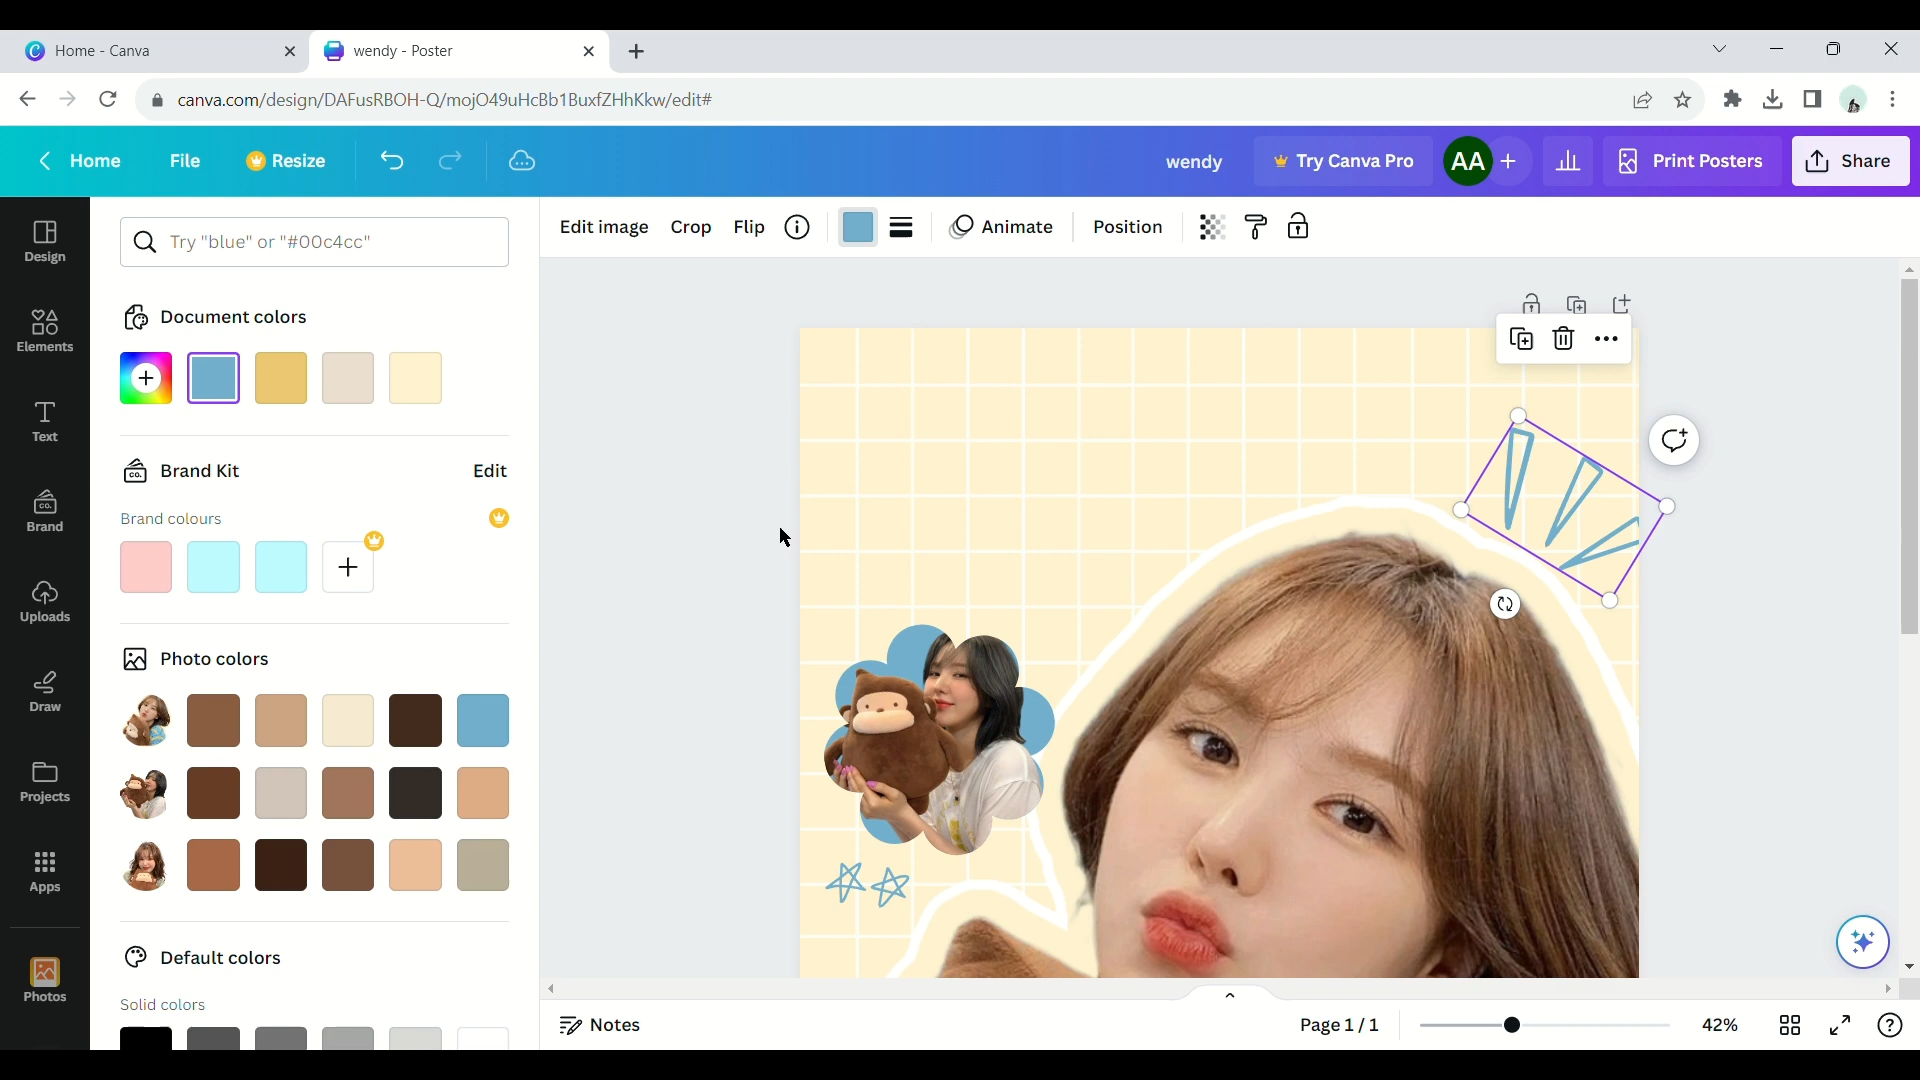 Home - Canva
wendy - Poster
canva.com/design/DAFusRBOH-Q/mojO49uHcBb1BuxfZHhKkw/edit#
Home
File
Resize
wendy
Try Canva Pro
AA
Print Posters
Share
Design
Elements
Text
Brand
Uploads
Draw
Projects
Apps
Photos
Try "blue" or "#00c4cc"
Document colors
Brand Kit
Edit
Brand colours
Photo colors
Default colors
Solid colors
Edit image
Crop
Flip
Animate
Position
Notes
Page 1 / 1
42%